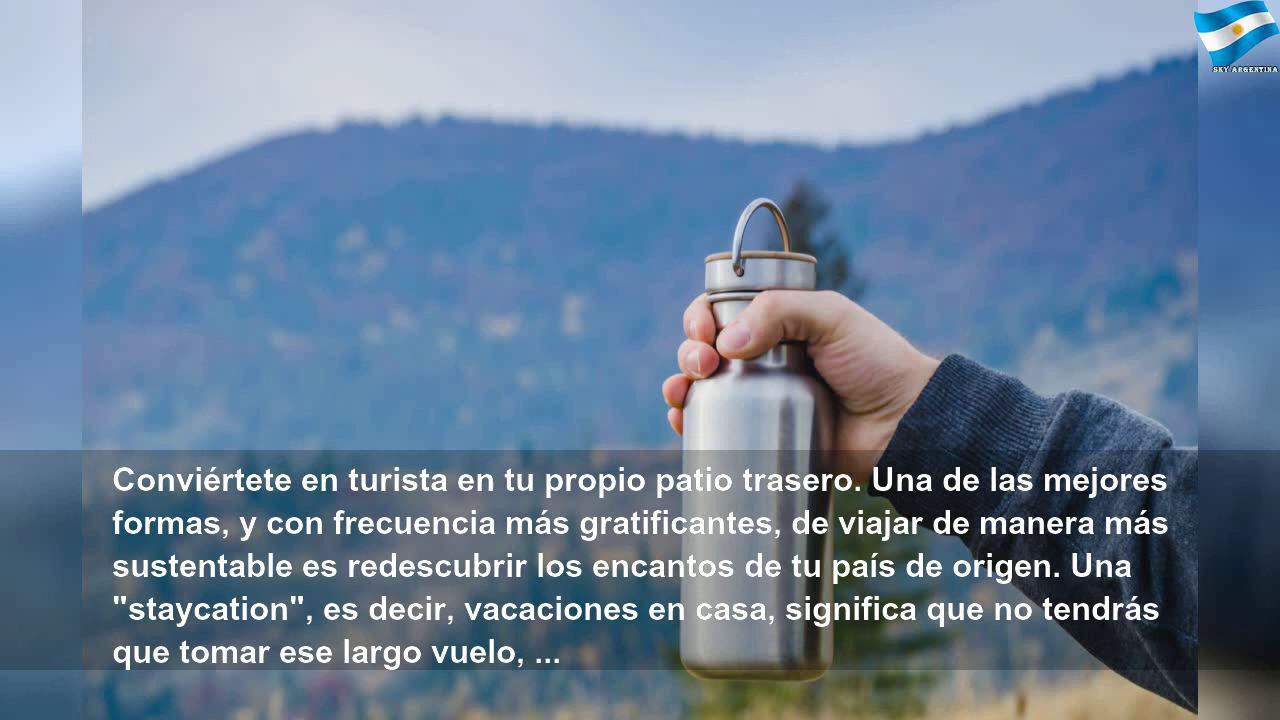 SKY ARGENTINA
Conviértete en turista en tu propio patio trasero. Una de las mejores
formas, y con frecuencia más gratificantes, de viajar de manera más
sustentable es redescubrir los encantos de tu país de origen. Una
"staycation", es decir, vacaciones en casa, significa que no tendrás
que tomar ese largo vuelo, ...